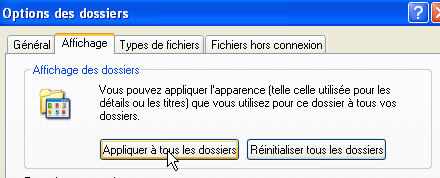 Options des dossiers
Général Affichage Types de fichiers Fichiers hors connexion
Affichage des dossiers
Vous pouvez appliquer l'apparence (telle celle utilisée pour les
détails ou les titres) que vous utilisez pour ce dossier à tous vos
dossiers.
Appliquer à tous les dossiers Réinitialiser tous les dossiers